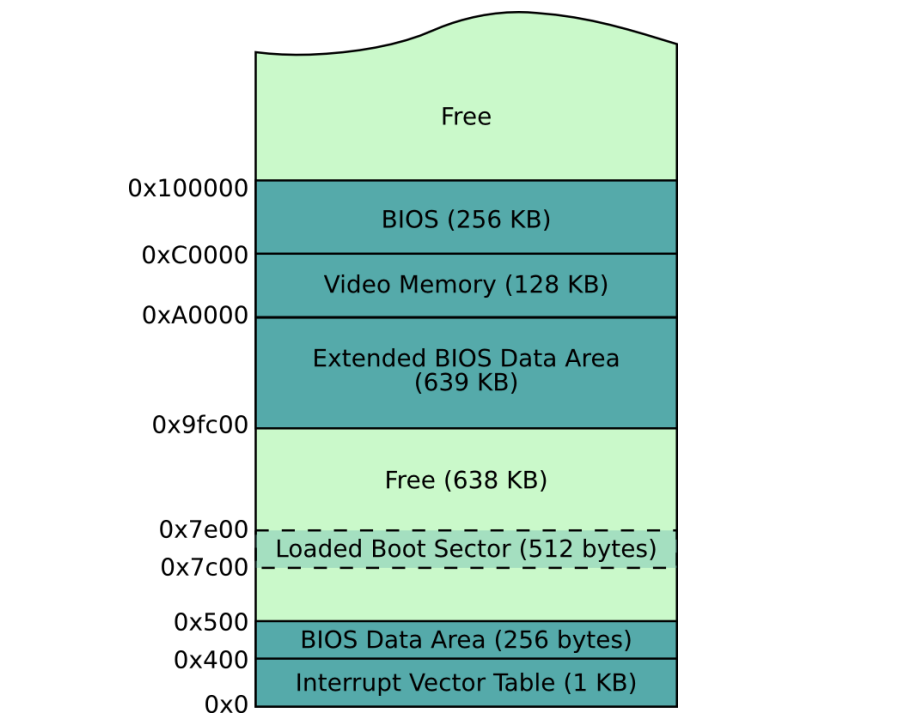 Free
0x100000
BIOS (256 KB)
0xC0000
Video Memory (128 KB)
0xA0000
Extended BIOS Data Area
(639 KB)
0x9fc00
Free (638 KB)
0x7e00
Loaded Boot Sector (512 bytes)
0x7c00
0x500
BIOS Data Area (256 bytes)
0x400
Interrupt Vector Table (1 KB)
0x0